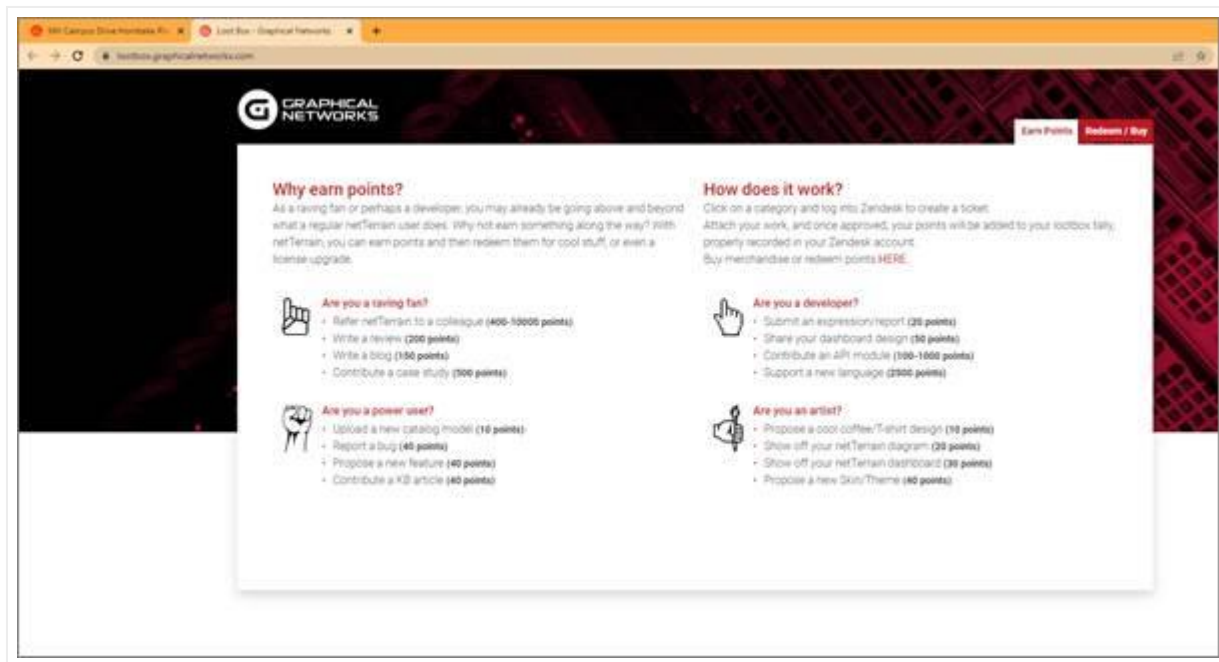 Loot Box - Graphical Networks
lootbox.graphicalnetworks.com
GRAPHICAL
NETWORKS
Earn Points
Redeem / Buy
Why earn points?
As a raving fan or perhaps a developer, you may already be going above and beyond
what a regular netTerrain user does. Why not earn something along the way? With
netTerrain, you can earn points and then redeem them for cool stuff, or even a
license upgrade.
Are you a raving fan?
• Refer netTerrain to a colleague (400-10000 points)
• Write a review (200 points)
• Write a blog (150 points)
• Contribute a case study (500 points)
Are you a power user?
• Upload a new catalog model (10 points)
• Report a bug (40 points)
• Propose a new feature (40 points)
• Contribute a KB article (40 points)
How does it work?
Click on a category and log into Zendesk to create a ticket.
Attach your work, and once approved, your points will be added to your lootbox tally,
properly recorded in your Zendesk account.
Buy merchandise or redeem points HERE.
Are you a developer?
• Submit an expression/report (20 points)
• Share your dashboard design (50 points)
• Contribute an API module (100-1000 points)
• Support a new language (2500 points)
Are you an artist?
• Propose a cool coffee/T-shirt design (10 points)
• Show off your netTerrain diagram (20 points)
• Show off your netTerrain dashboard (30 points)
• Propose a new Skin/Theme (40 points)